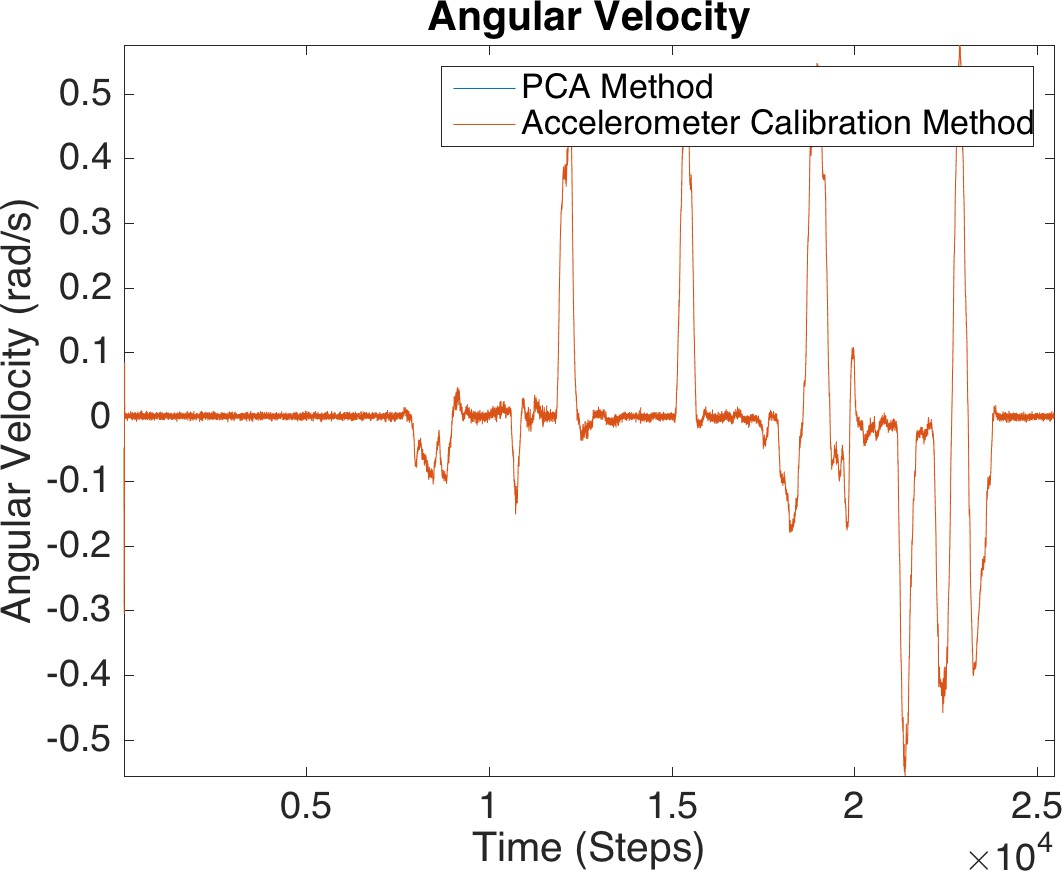 Angular Velocity
PCA Method
Accelerometer Calibration Method
0.5
0.4
0.3
0.2
0.1
0
-0.1
-0.2
-0.3
-0.4
-0.5
Angular Velocity (rad/s)
0.5 1 1.5 2 2.5
Time (Steps)
×10⁴